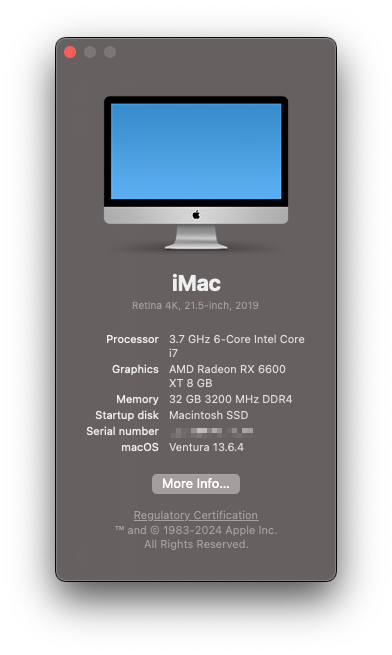 iMac
Retina 4K, 21.5-inch, 2019
Processor 3.7 GHz 6-Core Intel Core
i7
Graphics AMD Radeon RX 6600
XT 8 GB
Memory 32 GB 3200 MHz DDR4
Startup disk Macintosh SSD
Serial number
macOS Ventura 13.6.4
More Info...
Regulatory Certification
™ and © 1983-2024 Apple Inc.
All Rights Reserved.